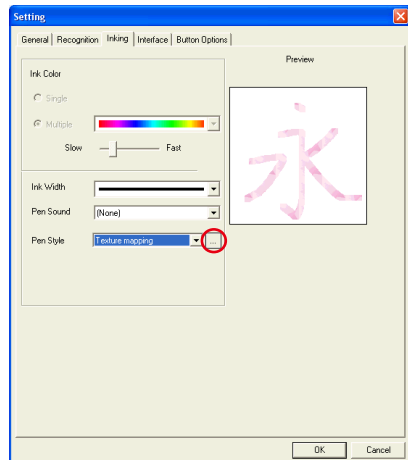 Setting
General Recognition Inking Interface Button Options
Preview
Ink Color
Single
Multiple
Slow Fast
Ink Width
Pen Sound (None)
Pen Style Texture mapping ...
永
OK Cancel